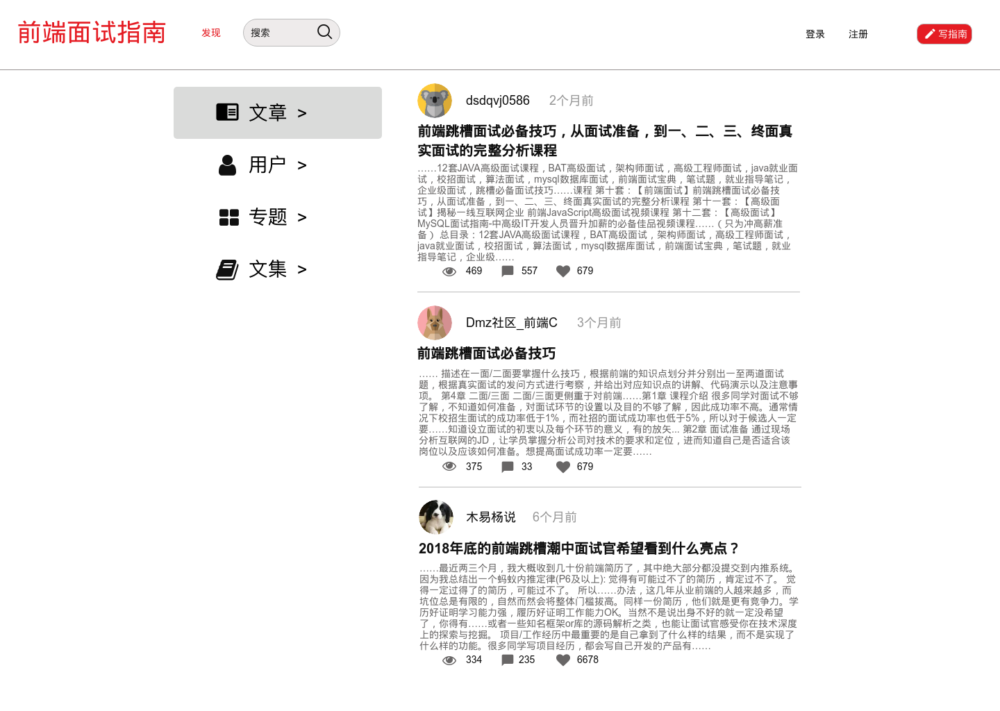 前端面试指南
发现
搜索
登录
注册
写指南
文章 >
用户 >
专题 >
文集 >
dsdqvj0586 2个月前
前端跳槽面试必备技巧，从面试准备，到一、二、三、终面真
实面试的完整分析课程
……12套JAVA高级面试课程，BAT高级面试，架构师面试，高级工程师面试，java就业面
试，校招面试，算法面试，mysql数据库面试，前端面试宝典，笔试题，就业指导笔记，
企业级面试，跳槽必备面试技巧……课程 第十套：【前端面试】前端跳槽面试必备技
巧，从面试准备，到一、二、三、终面真实面试的完整分析课程 第十一套：【高级面
试】揭秘一线互联网企业 前端JavaScript高级面试视频课程 第十二套：【高级面试】
MySQL面试指南-中高级IT开发人员晋升加薪的必备佳品视频课程……（只为冲高薪准
备） 总目录：12套JAVA高级面试课程，BAT高级面试，架构师面试，高级工程师面试，
java就业面试，校招面试，算法面试，mysql数据库面试，前端面试宝典，笔试题，就业
指导笔记，企业级……
469 557 679
Dmz社区_前端C 3个月前
前端跳槽面试必备技巧
…… 描述在一面/二面要掌握什么技巧，根据前端的知识点划分并分别出一至两道面试
题，根据真实面试的发问方式进行考察，并给出对应知识点的讲解、代码演示以及注意事
项。 第4章 二面/三面 二面/三面更侧重于对前端……第1章 课程介绍 很多同学对面试不够
了解，不知道如何准备，对面试环节的设置以及目的不够了解，因此成功率不高。通常情
况下校招生面试的成功率低于1%，而社招的面试成功率也低于5%，所以对于候选人一定
要……知道设立面试的初衷以及每个环节的意义，有的放矢... 第2章 面试准备 通过现场
分析互联网的JD，让学员掌握分析公司对技术的要求和定位，进而知道自己是否适合该
岗位以及应该如何准备。想提高面试成功率一定要……
375 33 679
木易杨说 6个月前
2018年底的前端跳槽潮中面试官希望看到什么亮点？
……最近两三个月，我大概收到几十份前端简历了，其中绝大部分都没提交到内推系统。
因为我总结出一个蚂蚁内推定律(P6及以上): 觉得有可能过不了的简历，肯定过不了。 觉
得一定过得了的简历，可能过不了。 所以……办法，这几年从业前端的人越来越多，而
坑位总是有限的，自然而然会将整体门槛拔高。同样一份简历，他们就是更有竞争力。学
历好证明学习能力强，履历好证明工作能力OK。当然不是说出身不好的就一定没希望
了，你得有……或者一些知名框架or库的源码解析之类，也能让面试官感受你在技术深度
上的探索与挖掘。 项目/工作经历中最重要的是自己拿到了什么样的结果，而不是实现了
什么样的功能。很多同学写项目经历，都会写自己开发的产品有……
334 235 6678